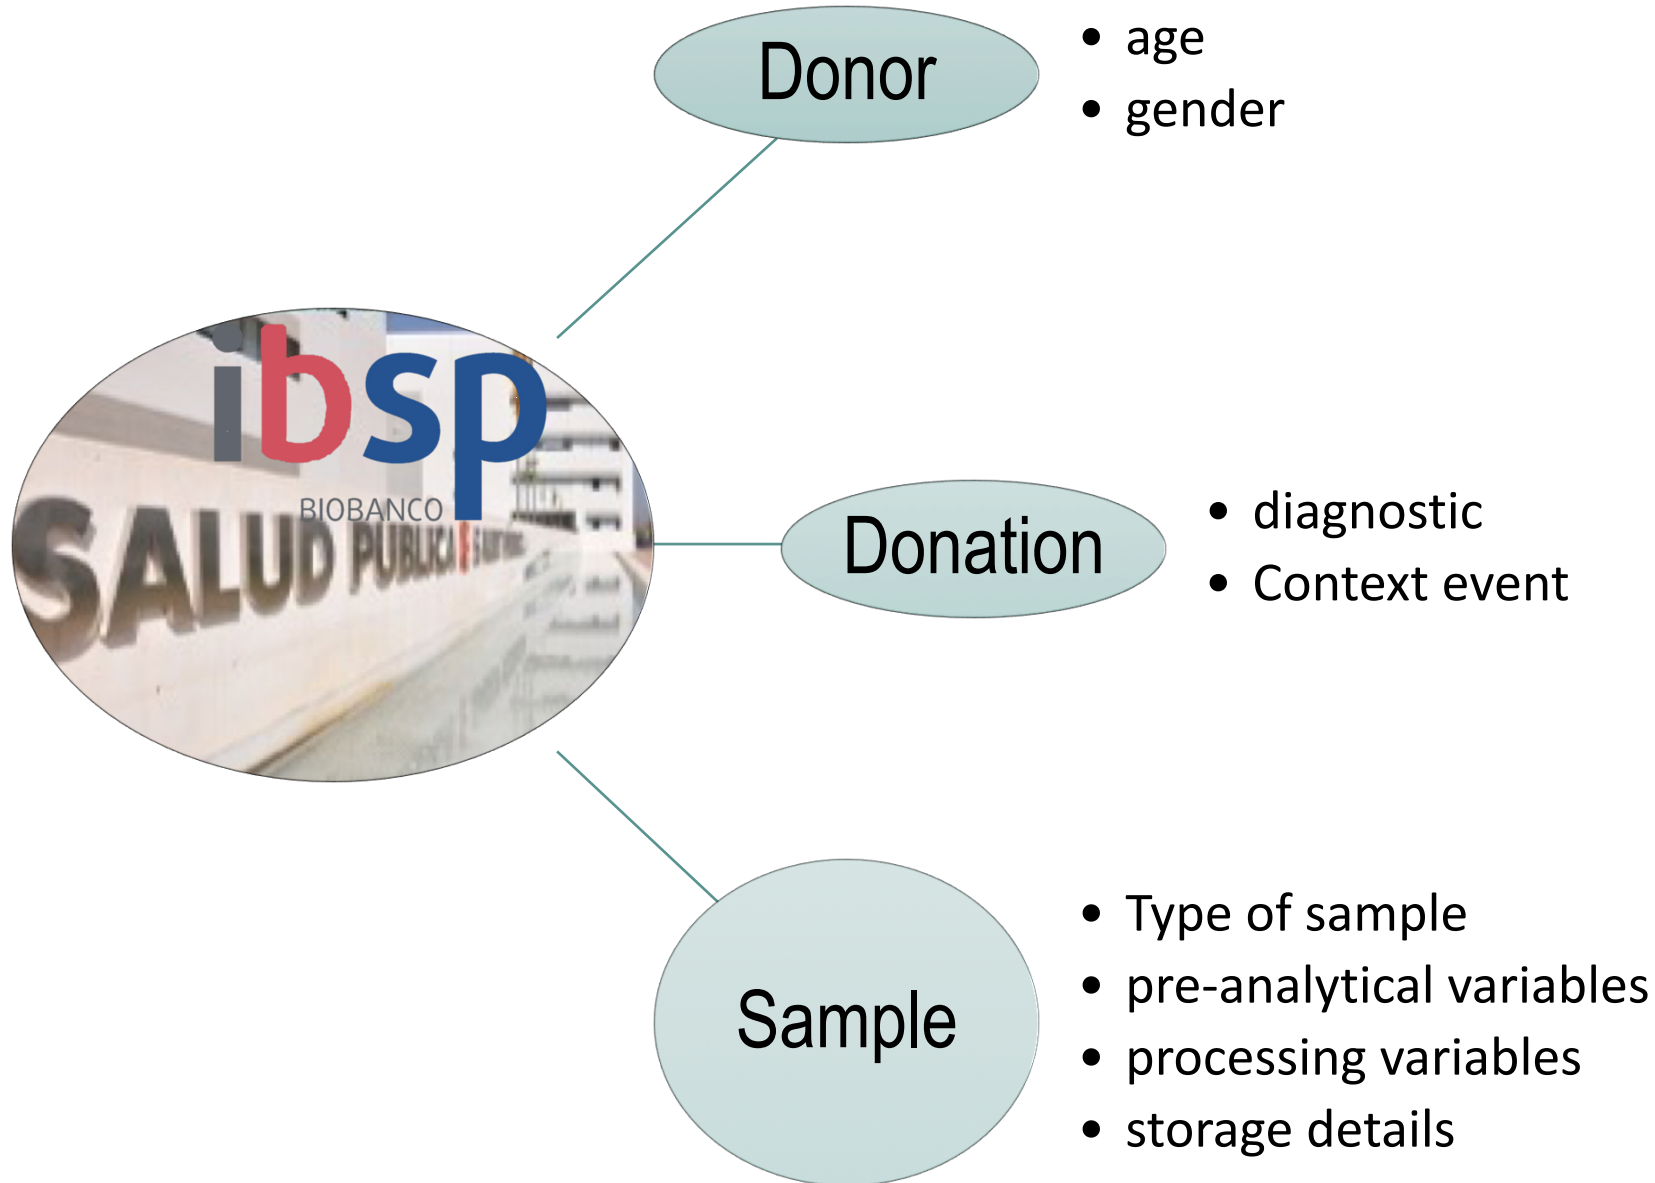 Donor
• age
• gender
ibsp
BIOBANCO
SALUD PÚBLICA
Donation
• diagnostic
• Context event
Sample
• Type of sample
• pre-analytical variables
• processing variables
• storage details